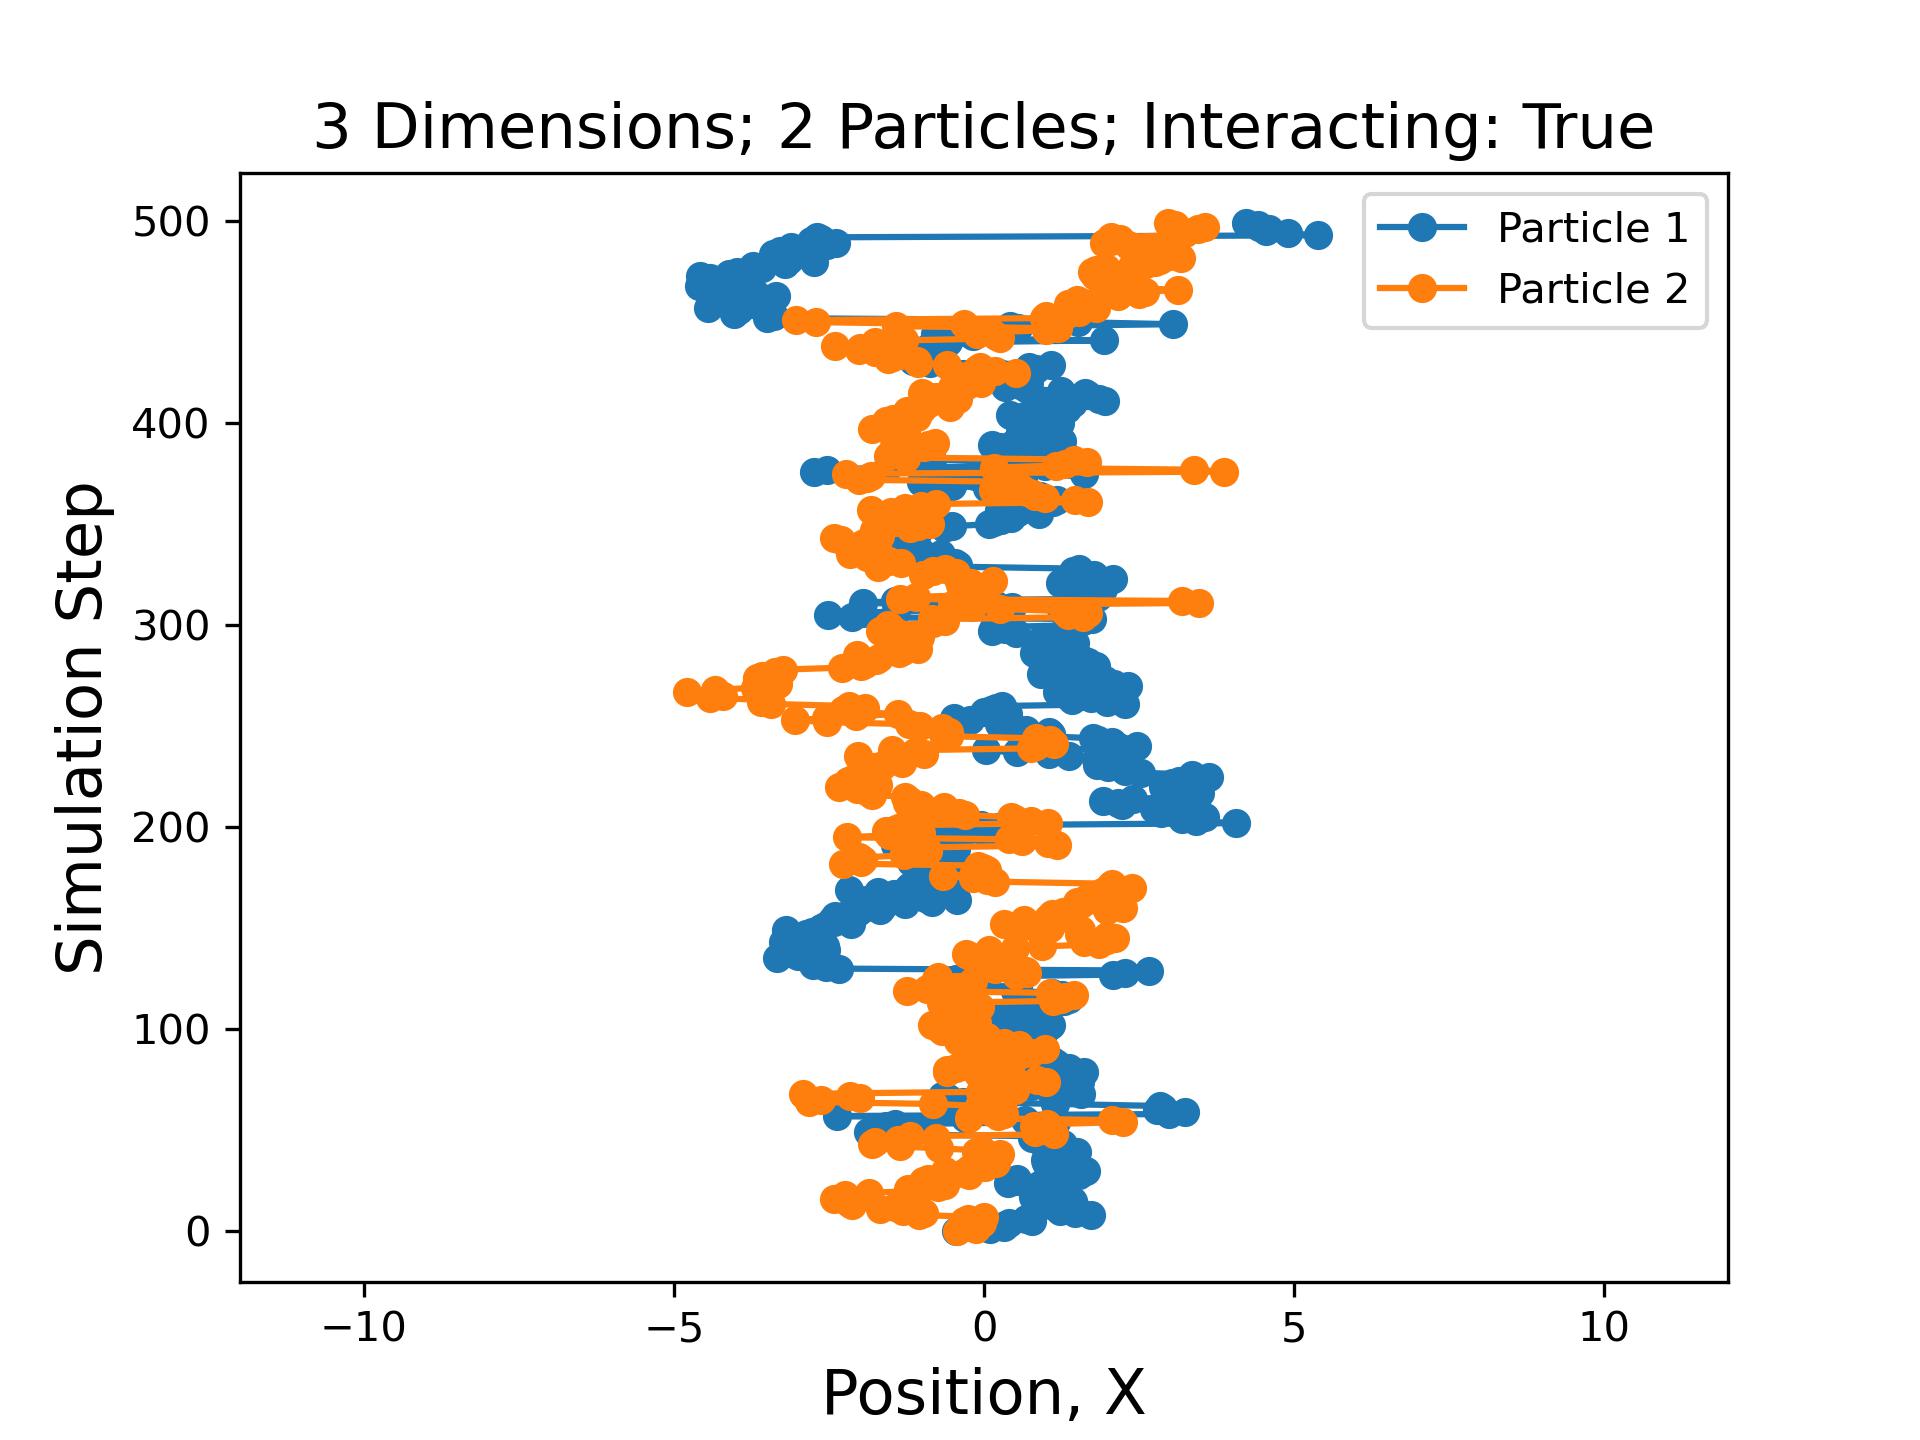 3 Dimensions; 2 Particles; Interacting: True
Particle 1
Particle 2
500
400
300
200
100
0
Simulation Step
−10
−5
0
5
10
Position, X